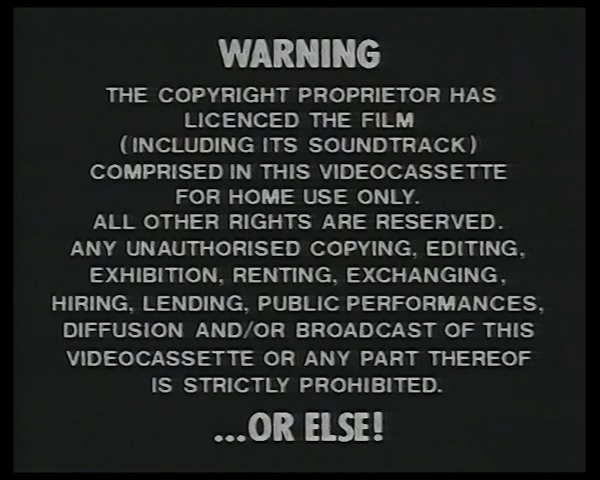 WARNING
THE COPYRIGHT PROPRIETOR HAS
LICENCED THE FILM
(INCLUDING ITS SOUNDTRACK)
COMPRISED IN THIS VIDEOCASSETTE
FOR HOME USE ONLY.
ALL OTHER RIGHTS ARE RESERVED.
ANY UNAUTHORISED COPYING, EDITING,
EXHIBITION, RENTING, EXCHANGING,
HIRING, LENDING, PUBLIC PERFORMANCES,
DIFFUSION AND/OR BROADCAST OF THIS
VIDEOCASSETTE OR ANY PART THEREOF
IS STRICTLY PROHIBITED.
...OR ELSE!